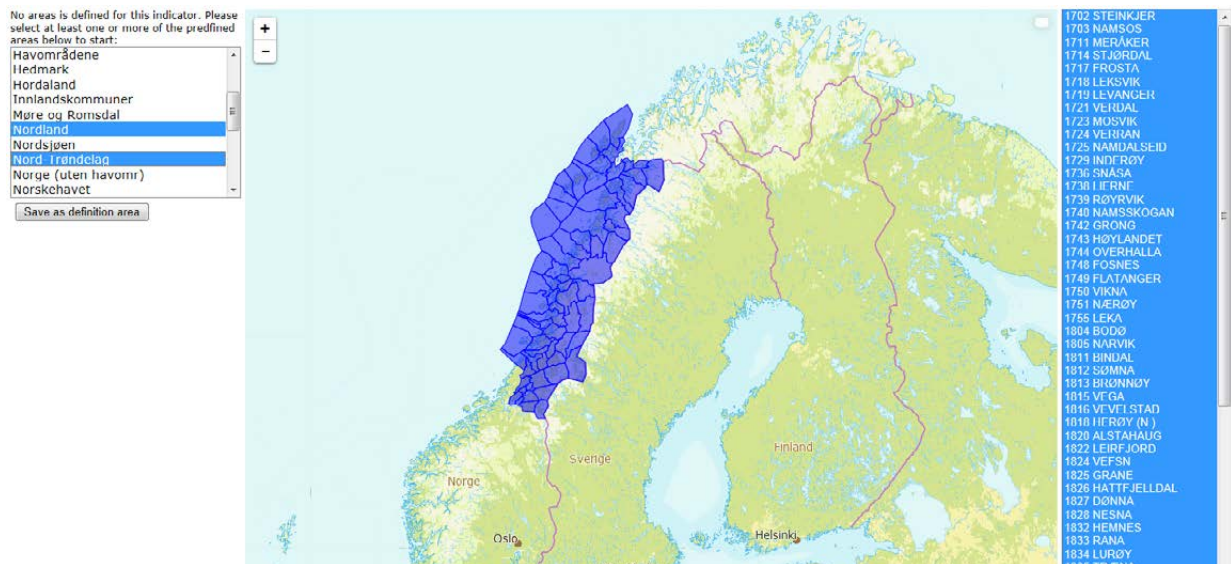 No areas is defined for this indicator. Please
select at least one or more of the predfined
areas below to start:
Havområdene
Hedmark
Hordaland
Innlandskommuner
Møre og Romsdal
Nordland
Nordsjøen
Nord-Trøndelag
Norge (uten havomr)
Norskehavet
Save as definition area
+
−
Norge
Sverige
Finland
Oslo
Helsinki
1702 STEINKJER
1703 NAMSOS
1711 MERÅKER
1714 STJØRDAL
1717 FROSTA
1718 LEKSVIK
1719 LEVANGER
1721 VERDAL
1723 MOSVIK
1724 VERRAN
1725 NAMDALSEID
1729 INDERØY
1736 SNÅSA
1738 LIERNE
1739 RØYRVIK
1740 NAMSSKOGAN
1742 GRONG
1743 HØYLANDET
1744 OVERHALLA
1748 FOSNES
1749 FLATANGER
1750 VIKNA
1751 NÆRØY
1755 LEKA
1804 BODØ
1805 NARVIK
1811 BINDAL
1812 SØMNA
1813 BRØNNØY
1815 VEGA
1816 VEVELSTAD
1818 HERØY (N )
1820 ALSTAHAUG
1822 LEIRFJORD
1824 VEFSN
1825 GRANE
1826 HATTFJELLDAL
1827 DØNNA
1828 NESNA
1832 HEMNES
1833 RANA
1834 LURØY